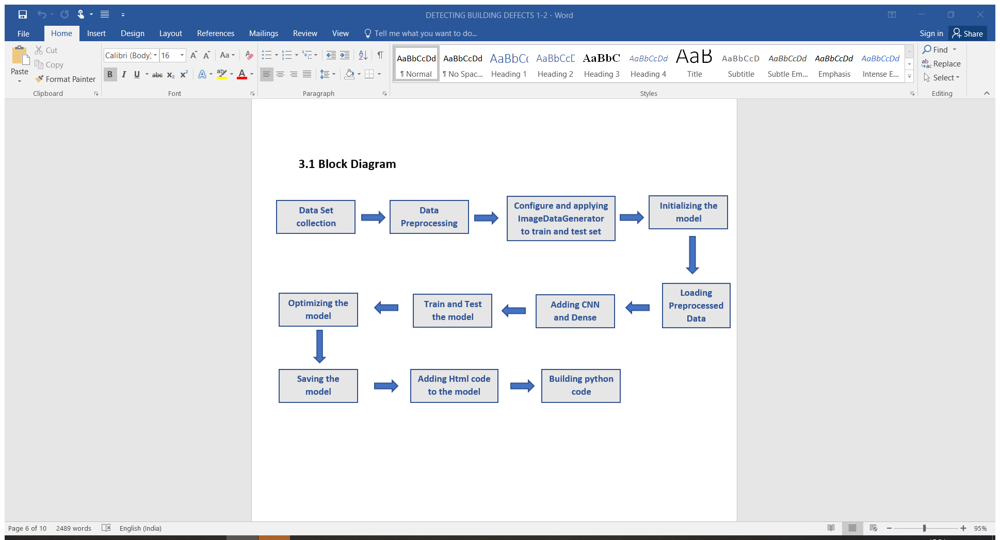 DETECTING BUILDING DEFECTS 1-2 - Word
File Home Insert Design Layout References Mailings Review View Tell me what you want to do... Sign in Share
Paste
Cut
Copy
Format Painter
Clipboard
Calibri (Body) 16
Font
Paragraph
AaBbCcDd AaBbCcDd AaBbCc AaBbCcD AaBbC AaBbCcDd AaB AaBbCcD AaBbCcDd AaBbCcDd AaBbCcDd
¶ Normal ¶ No Spac... Heading 1 Heading 2 Heading 3 Heading 4 Title Subtitle Subtle Em... Emphasis Intense E...
Styles
Find
Replace
Select
Editing
3.1 Block Diagram
Data Set
collection
Data
Preprocessing
Configure and applying
ImageDataGenerator
to train and test set
Initializing the
model
Loading
Preprocessed
Data
Adding CNN
and Dense
Train and Test
the model
Optimizing the
model
Saving the
model
Adding Html code
to the model
Building python
code
Page 6 of 10 2489 words English (India) 95%